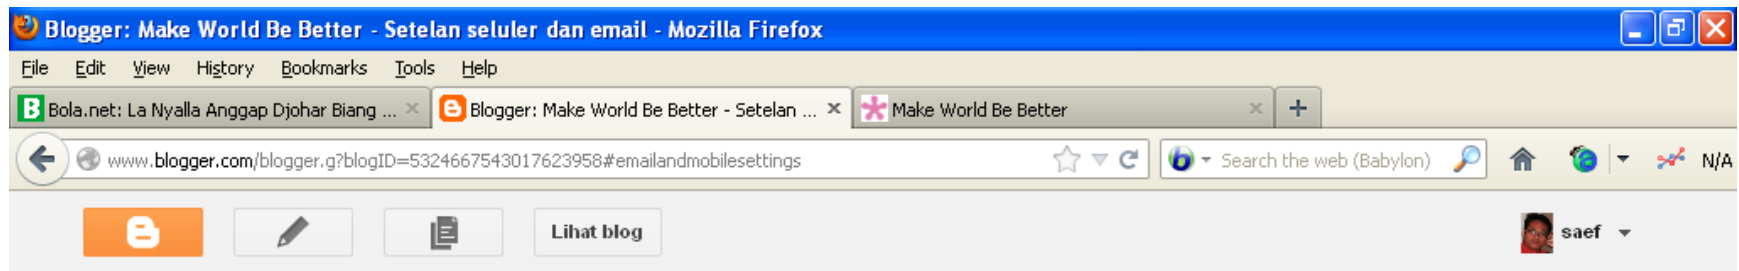 Blogger: Make World Be Better - Setelan seluler dan email - Mozilla Firefox
File Edit View History Bookmarks Tools Help
B Bola.net: La Nyalla Anggap Djohar Biang ... Blogger: Make World Be Better - Setelan ... Make World Be Better
www.blogger.com/blogger.g?blogID=5324667543017623958#emailandmobilesettings Search the web (Babylon) N/A
Lihat blog saef